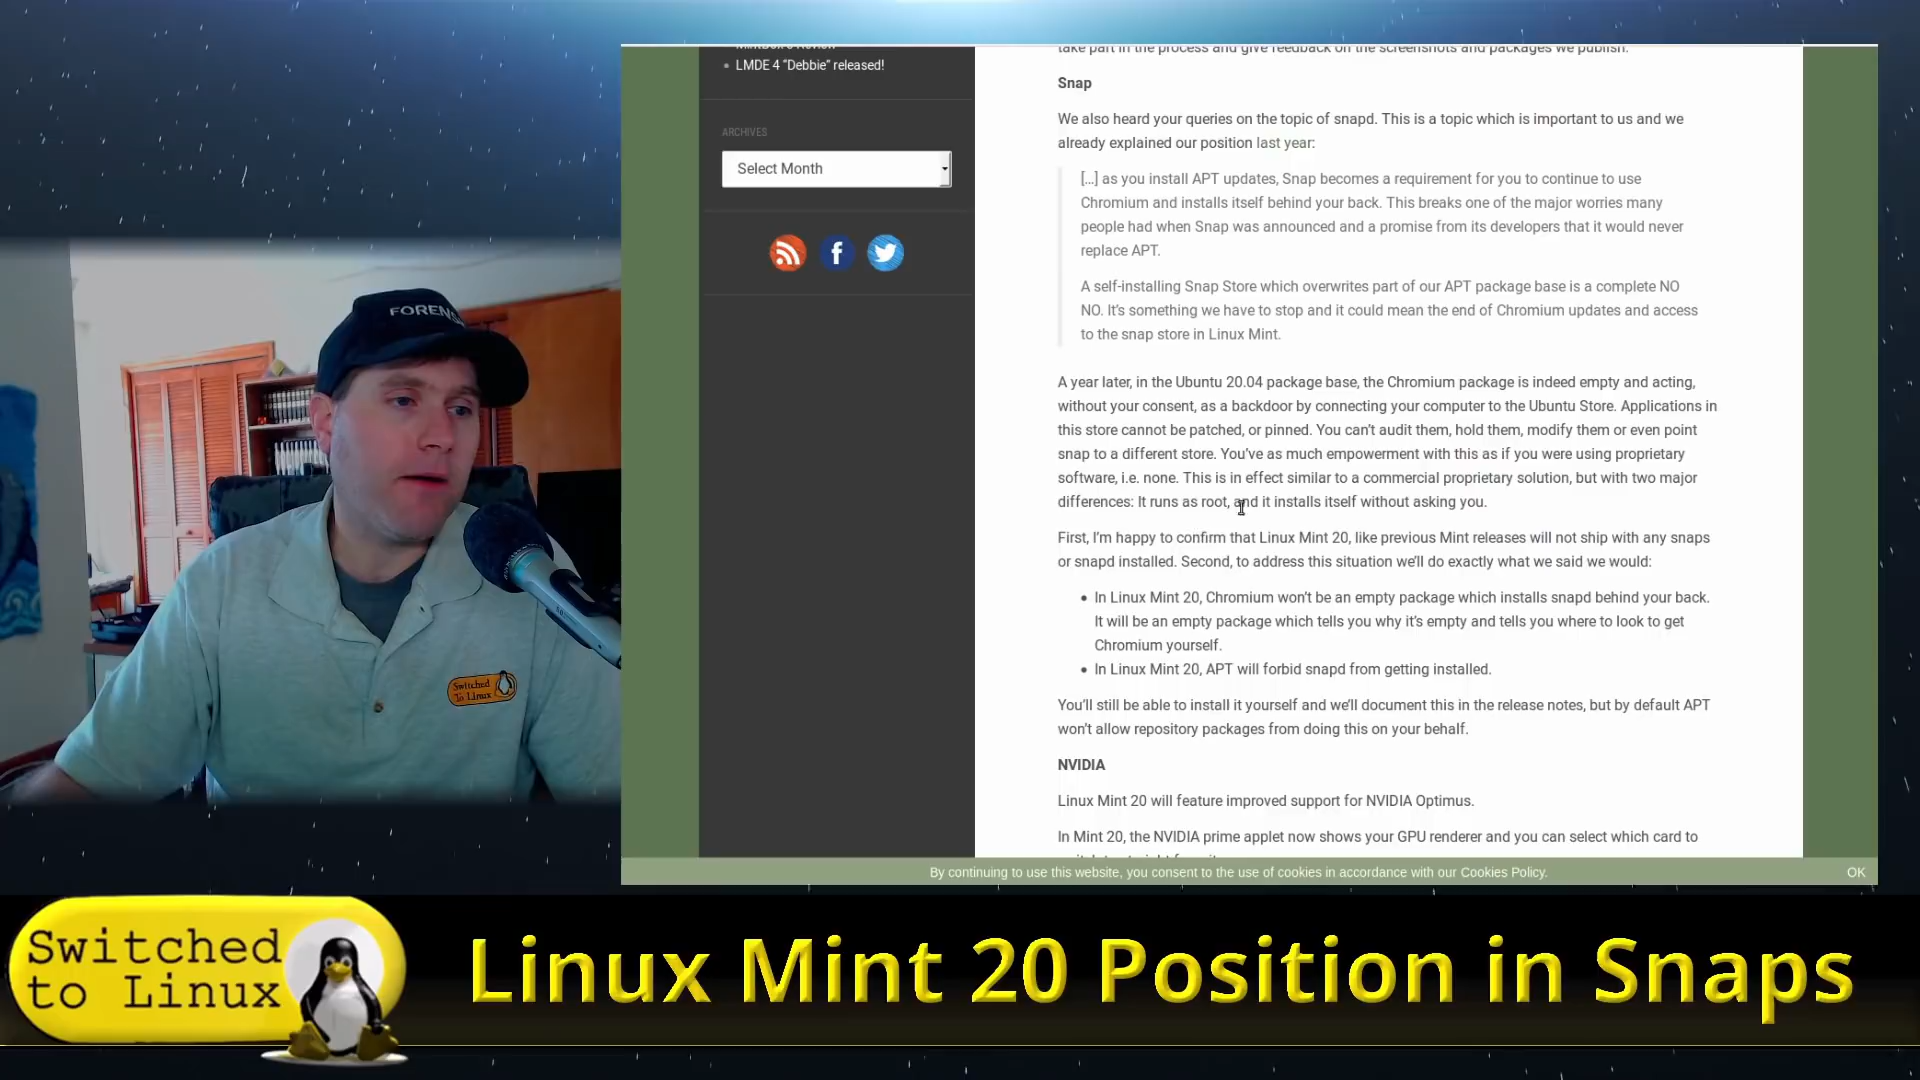 MintBox 3 Review
LMDE 4 “Debbie” released!
ARCHIVES
Select Month
take part in the process and give feedback on the screenshots and packages we publish.
Snap
We also heard your queries on the topic of snapd. This is a topic which is important to us and we
already explained our position last year:
[…] as you install APT updates, Snap becomes a requirement for you to continue to use
Chromium and installs itself behind your back. This breaks one of the major worries many
people had when Snap was announced and a promise from its developers that it would never
replace APT.
A self-installing Snap Store which overwrites part of our APT package base is a complete NO
NO. It’s something we have to stop and it could mean the end of Chromium updates and access
to the snap store in Linux Mint.
A year later, in the Ubuntu 20.04 package base, the Chromium package is indeed empty and acting,
without your consent, as a backdoor by connecting your computer to the Ubuntu Store. Applications in
this store cannot be patched, or pinned. You can’t audit them, hold them, modify them or even point
snap to a different store. You’ve as much empowerment with this as if you were using proprietary
software, i.e. none. This is in effect similar to a commercial proprietary solution, but with two major
differences: It runs as root, and it installs itself without asking you.
First, I’m happy to confirm that Linux Mint 20, like previous Mint releases will not ship with any snaps
or snapd installed. Second, to address this situation we’ll do exactly what we said we would:
In Linux Mint 20, Chromium won’t be an empty package which installs snapd behind your back.
It will be an empty package which tells you why it’s empty and tells you where to look to get
Chromium yourself.
In Linux Mint 20, APT will forbid snapd from getting installed.
You’ll still be able to install it yourself and we’ll document this in the release notes, but by default APT
won’t allow repository packages from doing this on your behalf.
NVIDIA
Linux Mint 20 will feature improved support for NVIDIA Optimus.
In Mint 20, the NVIDIA prime applet now shows your GPU renderer and you can select which card to
By continuing to use this website, you consent to the use of cookies in accordance with our Cookies Policy.
OK
FORENS
Switched
To Linux
Switched
to Linux
Linux Mint 20 Position in Snaps